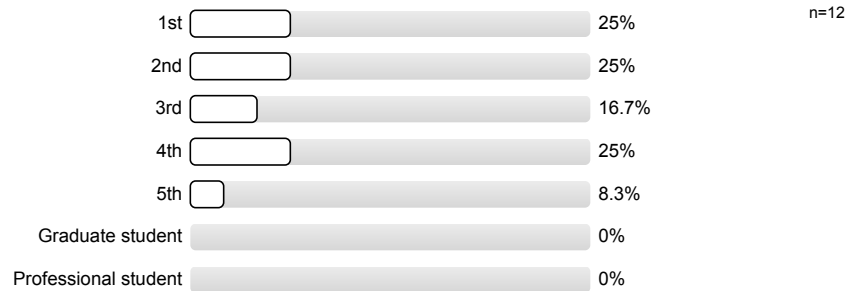 n=12
1st 25%
2nd 25%
3rd 16.7%
4th 25%
5th 8.3%
Graduate student 0%
Professional student 0%